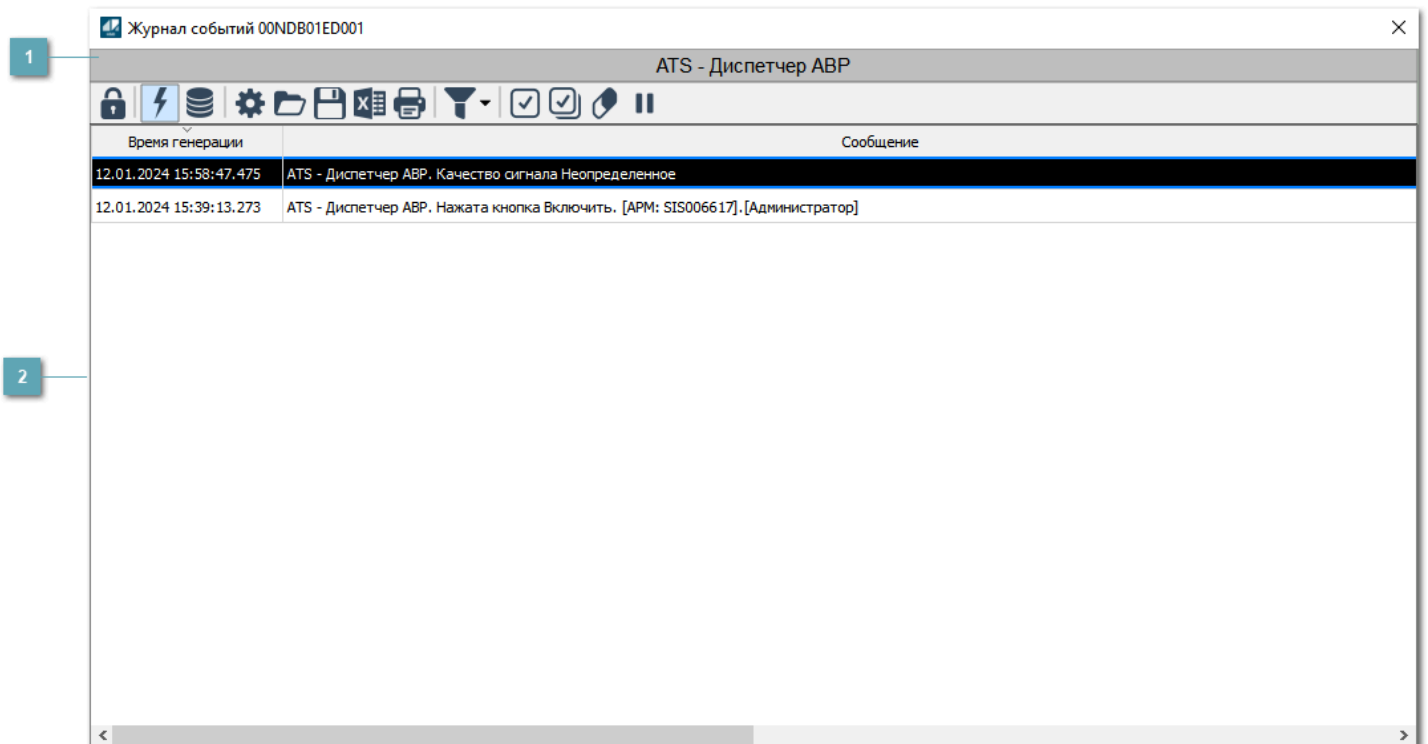 Журнал событий 00NDB01ED001
1
ATS - Диспетчер АВР
Время генерации Сообщение
12.01.2024 15:58:47.475 ATS - Диспетчер АВР. Качество сигнала Неопределенное
12.01.2024 15:39:13.273 ATS - Диспетчер АВР. Нажата кнопка Включить. [АРМ: SIS006617].[Администратор]
2